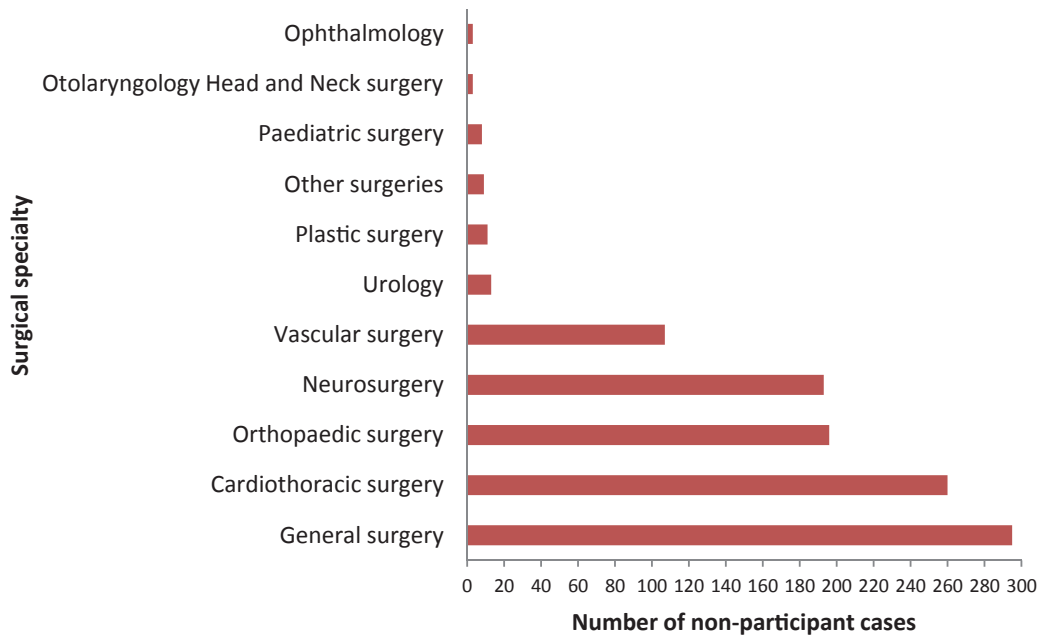 Surgical specialty
Ophthalmology
Otolaryngology Head and Neck surgery
Paediatric surgery
Other surgeries
Plastic surgery
Urology
Vascular surgery
Neurosurgery
Orthopaedic surgery
Cardiothoracic surgery
General surgery
0 20 40 60 80 100 120 140 160 180 200 220 240 260 280 300
Number of non-participant cases